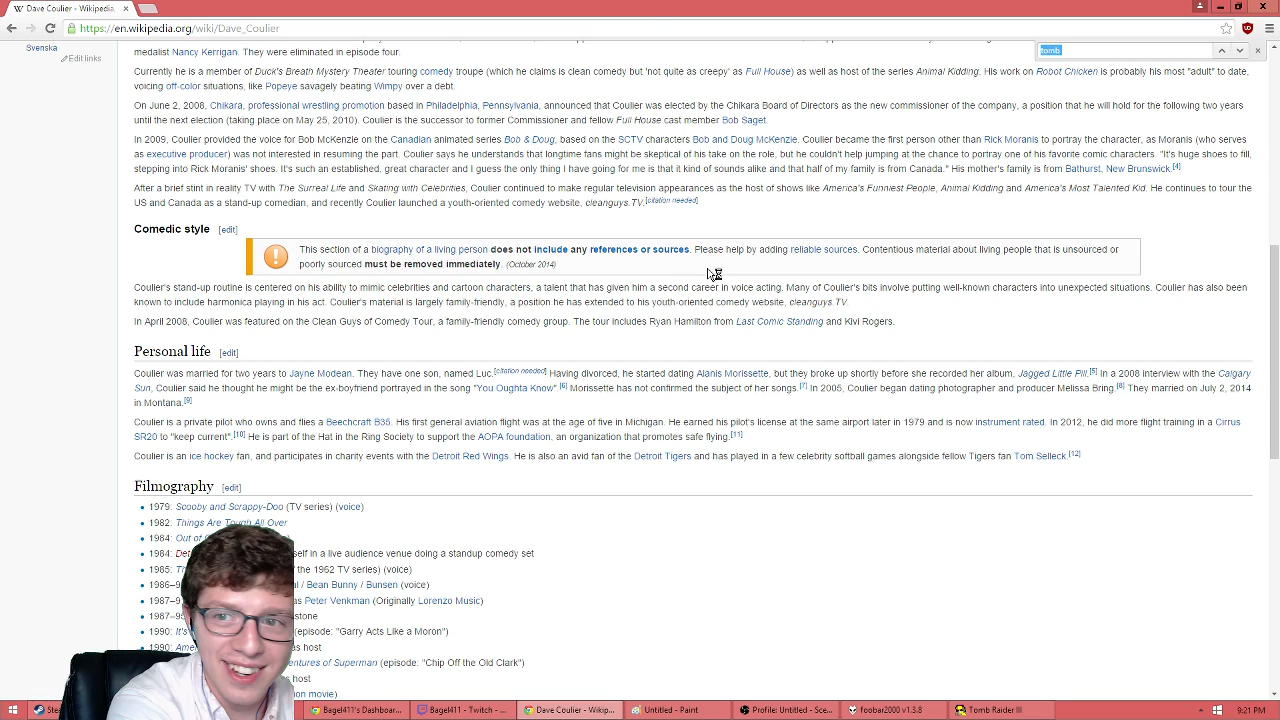 Dave Coulier - Wikipedi
https://en.wikipedia.org/wiki/Dave_Coulier
tomb
Svenska
Edit links
medalist Nancy Kerrigan. They were eliminated in episode four.
Currently he is a member of Duck's Breath Mystery Theater touring comedy troupe (which he claims is clean comedy but 'not quite as creepy' as Full House) as well as host of the series Animal Kidding. His work on Robot Chicken is probably his most "adult" to date,
voicing off-color situations, like Popeye savagely beating Wimpy over a debt.
On June 2, 2008, Chikara, professional wrestling promotion based in Philadelphia, Pennsylvania, announced that Coulier was elected by the Chikara Board of Directors as the new commissioner of the company, a position that he will hold for the following two years
until the next election (taking place on May 25, 2010). Coulier is the successor to former Commissioner and fellow Full House cast member Bob Saget.
In 2009, Coulier provided the voice for Bob McKenzie on the Canadian animated series Bob & Doug, based on the SCTV characters Bob and Doug McKenzie. Coulier became the first person other than Rick Moranis to portray the character, as Moranis (who serves
as executive producer) was not interested in resuming the part. Coulier says he understands that longtime fans might be skeptical of his take on the role, but he couldn't help jumping at the chance to portray one of his favorite comic characters. "It's huge shoes to fill,
stepping into Rick Moranis' shoes. It's such an established, great character and I guess the only thing I have going for me is that it kind of sounds alike and that half of my family is from Canada." His mother's family is from Bathurst, New Brunswick.[4]
After a brief stint in reality TV with The Surreal Life and Skating with Celebrities, Coulier continued to make regular television appearances as the host of shows like America's Funniest People, Animal Kidding and America's Most Talented Kid. He continues to tour the
US and Canada as a stand-up comedian, and recently Coulier launched a youth-oriented comedy website, cleanguys.TV.[citation needed]
Comedic style [edit]
This section of a biography of a living person does not include any references or sources. Please help by adding reliable sources. Contentious material about living people that is unsourced or
poorly sourced must be removed immediately. (October 2014)
Coulier's stand-up routine is centered on his ability to mimic celebrities and cartoon characters, a talent that has given him a second career in voice acting. Many of Coulier's bits involve putting well-known characters into unexpected situations. Coulier has also been
known to include harmonica playing in his act. Coulier's material is largely family-friendly, a position he has extended to his youth-oriented comedy website, cleanguys.TV.
In April 2008, Coulier was featured on the Clean Guys of Comedy Tour, a family-friendly comedy group. The tour includes Ryan Hamilton from Last Comic Standing and Kivi Rogers.
Personal life [edit]
Coulier was married for two years to Jayne Modean. They have one son, named Luc.[citation needed] Having divorced, he started dating Alanis Morissette, but they broke up shortly before she recorded her album, Jagged Little Pill.[5] In a 2008 interview with the Calgary
Sun, Coulier said he thought he might be the ex-boyfriend portrayed in the song "You Oughta Know".[6] Morissette has not confirmed the subject of her songs.[7] In 2005, Coulier began dating photographer and producer Melissa Bring.[8] They married on July 2, 2014
in Montana.[9]
Coulier is a private pilot who owns and flies a Beechcraft B35. His first general aviation flight was at the age of five in Michigan. He earned his pilot's license at the same airport later in 1979 and is now instrument rated. In 2012, he did more flight training in a Cirrus
SR20 to "keep current".[10] He is part of the Hat in the Ring Society to support the AOPA foundation, an organization that promotes safe flying.[11]
Coulier is an ice hockey fan, and participates in charity events with the Detroit Red Wings. He is also an avid fan of the Detroit Tigers and has played in a few celebrity softball games alongside fellow Tigers fan Tom Selleck.[12]
Filmography [edit]
1979: Scooby and Scrappy-Doo (TV series) (voice)
1982: Things Are Tough All Over
1984: Out of
1984: Det self in a live audience venue doing a standup comedy set
1985: Th the 1962 TV series) (voice)
1986–9 al / Bean Bunny / Bunsen (voice)
1987–9 as Peter Venkman (Originally Lorenzo Music)
1987–95 stone
1990: It's (episode: "Garry Acts Like a Moron")
1990: Ame as host
entures of Superman (episode: "Chip Off the Old Clark")
as host
ion movie)
Stea Bagel411's Dashboa... Bagel411 - Twitch - ... Dave Coulier - Wikip... Untitled - Paint Profile: Untitled - Sce... foobar2000 v1.3.8 Tomb Raider 9:21 PM